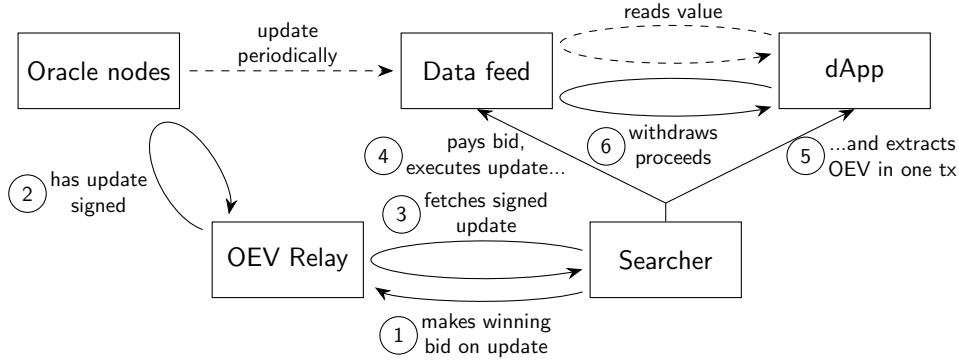 reads value
update
periodically
Oracle nodes
Data feed
dApp
4
pays bid,
executes update...
6
withdraws
proceeds
5
...and extracts
OEV in one tx
2
has update
signed
3
fetches signed
update
OEV Relay
Searcher
1
makes winning
bid on update